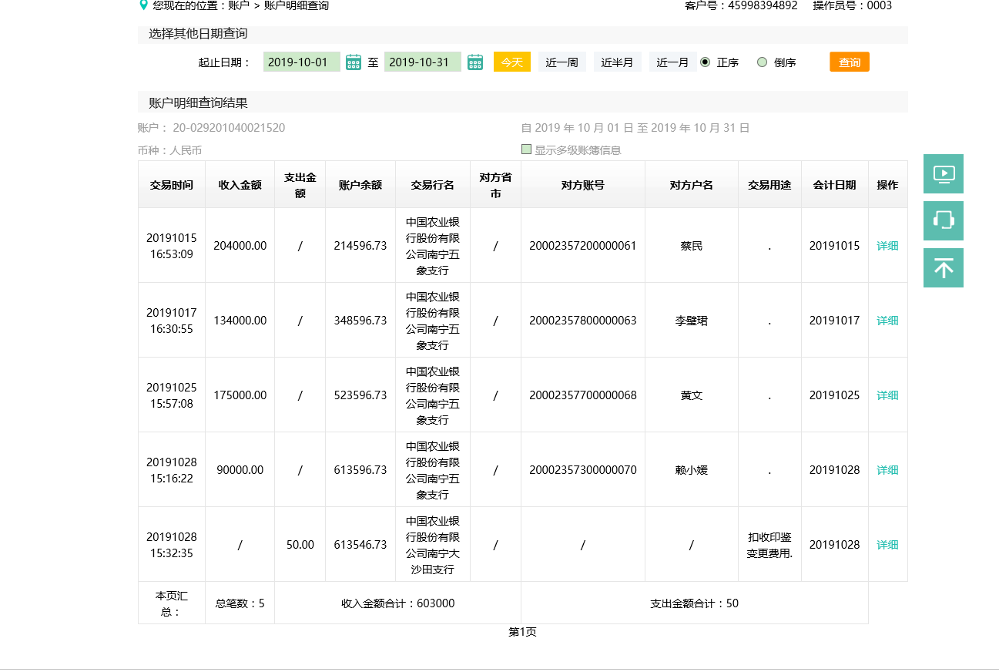 您现在的位置：账户 > 账户明细查询 客户号：45998394892 操作员号：0003
选择其他日期查询
起止日期： 2019-10-01 至 2019-10-31 今天 近一周 近半月 近一月 正序 倒序 查询
账户明细查询结果
账户： 20-029201040021520 自 2019 年 10 月 01 日 至 2019 年 10 月 31 日
币种：人民币 显示多级账簿信息
交易时间 收入金额 支出金额 账户余额 交易行名 对方省市 对方账号 对方户名 交易用途 会计日期 操作
20191015 16:53:09 204000.00 / 214596.73 中国农业银行股份有限公司南宁五象支行 / 20002357200000061 蔡民 . 20191015 详细
20191017 16:30:55 134000.00 / 348596.73 中国农业银行股份有限公司南宁五象支行 / 20002357800000063 李璧珺 . 20191017 详细
20191025 15:57:08 175000.00 / 523596.73 中国农业银行股份有限公司南宁五象支行 / 20002357700000068 黄文 . 20191025 详细
20191028 15:16:22 90000.00 / 613596.73 中国农业银行股份有限公司南宁五象支行 / 20002357300000070 赖小媛 . 20191028 详细
20191028 15:32:35 / 50.00 613546.73 中国农业银行股份有限公司南宁大沙田支行 / / / 扣收印鉴变更费用. 20191028 详细
本页汇总： 总笔数：5 收入金额合计：603000 支出金额合计：50
第1页